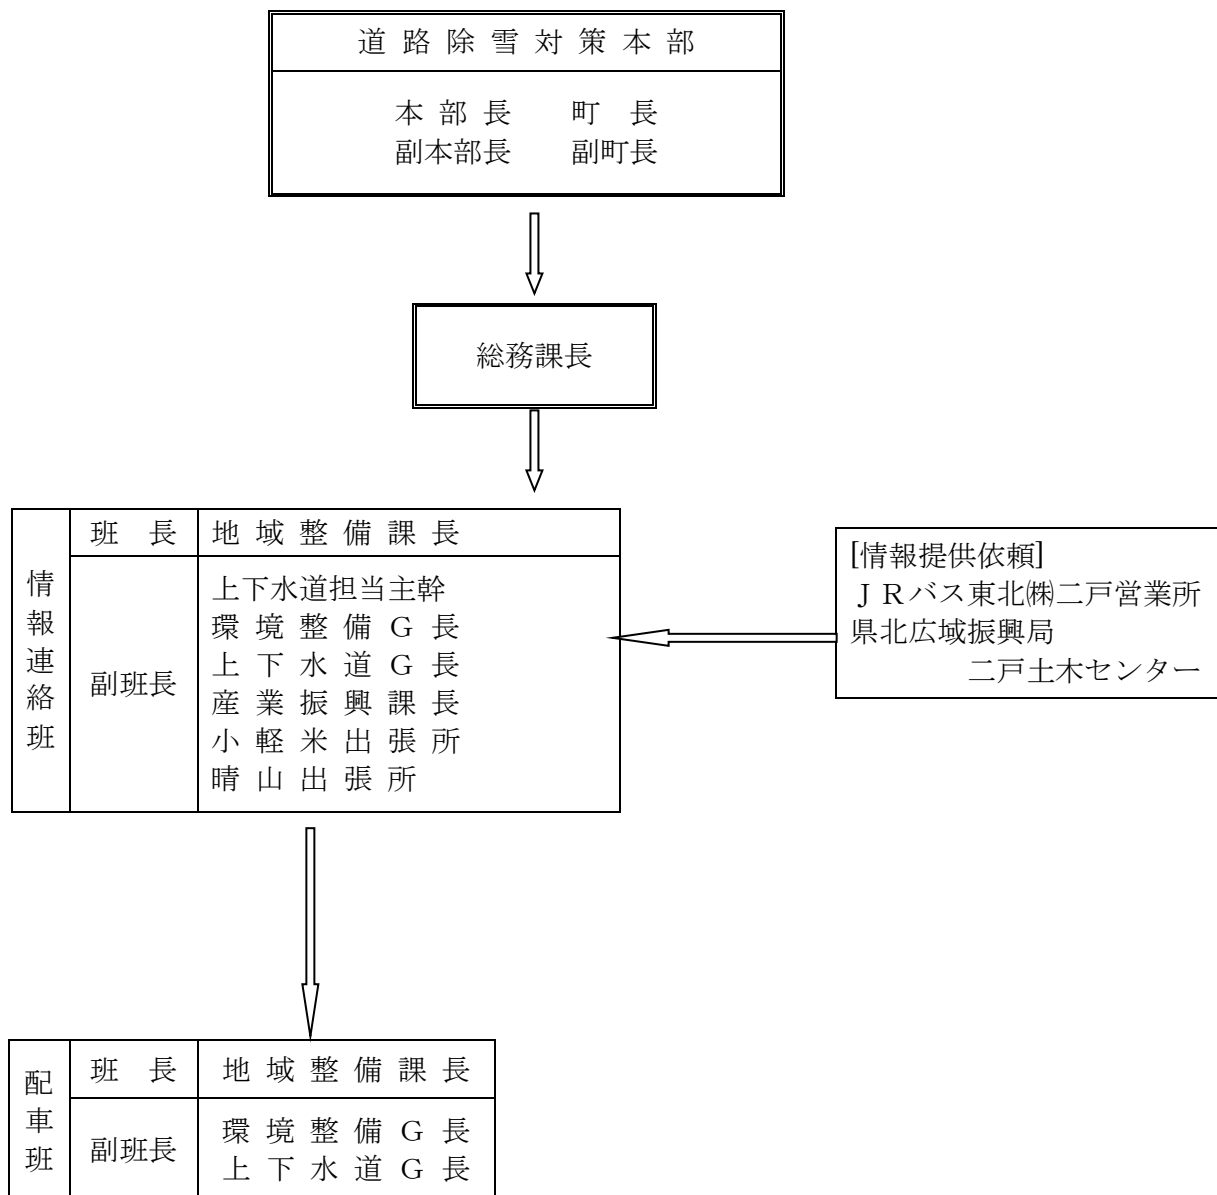 道路除雪対策本部
本部長　町　長
副本部長　副町長
総務課長
情報連絡班
班　長　地域整備課長
副班長
上下水道担当主幹
環境整備Ｇ長
上下水道Ｇ長
産業振興課長
小軽米出張所
晴山出張所
[情報提供依頼]
ＪＲバス東北㈱二戸営業所
県北広域振興局
二戸土木センター
配車班
班　長　地域整備課長
副班長
環境整備Ｇ長
上下水道Ｇ長